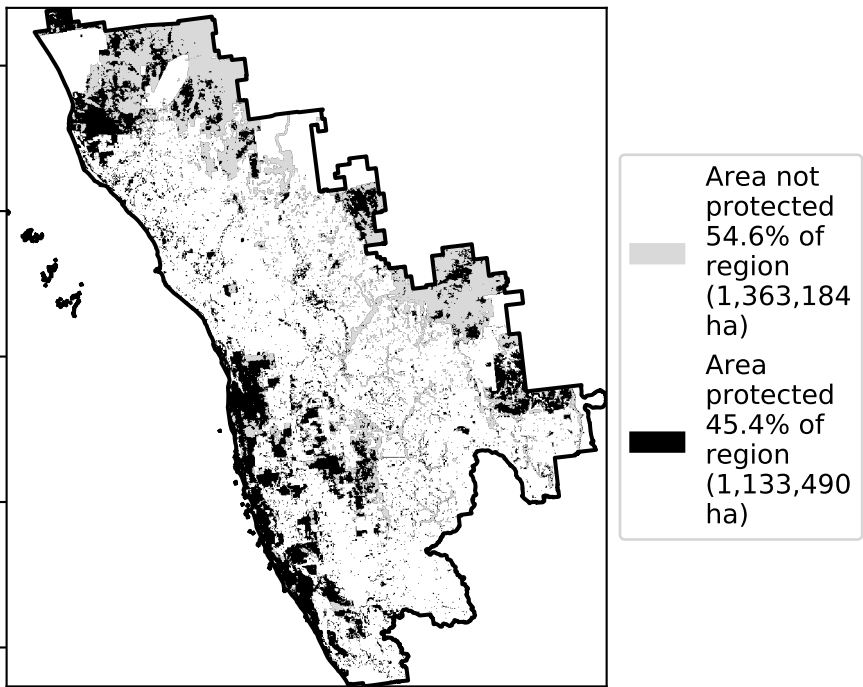 Area not
protected
54.6% of
region
(1,363,184
ha)
Area
protected
45.4% of
region
(1,133,490
ha)